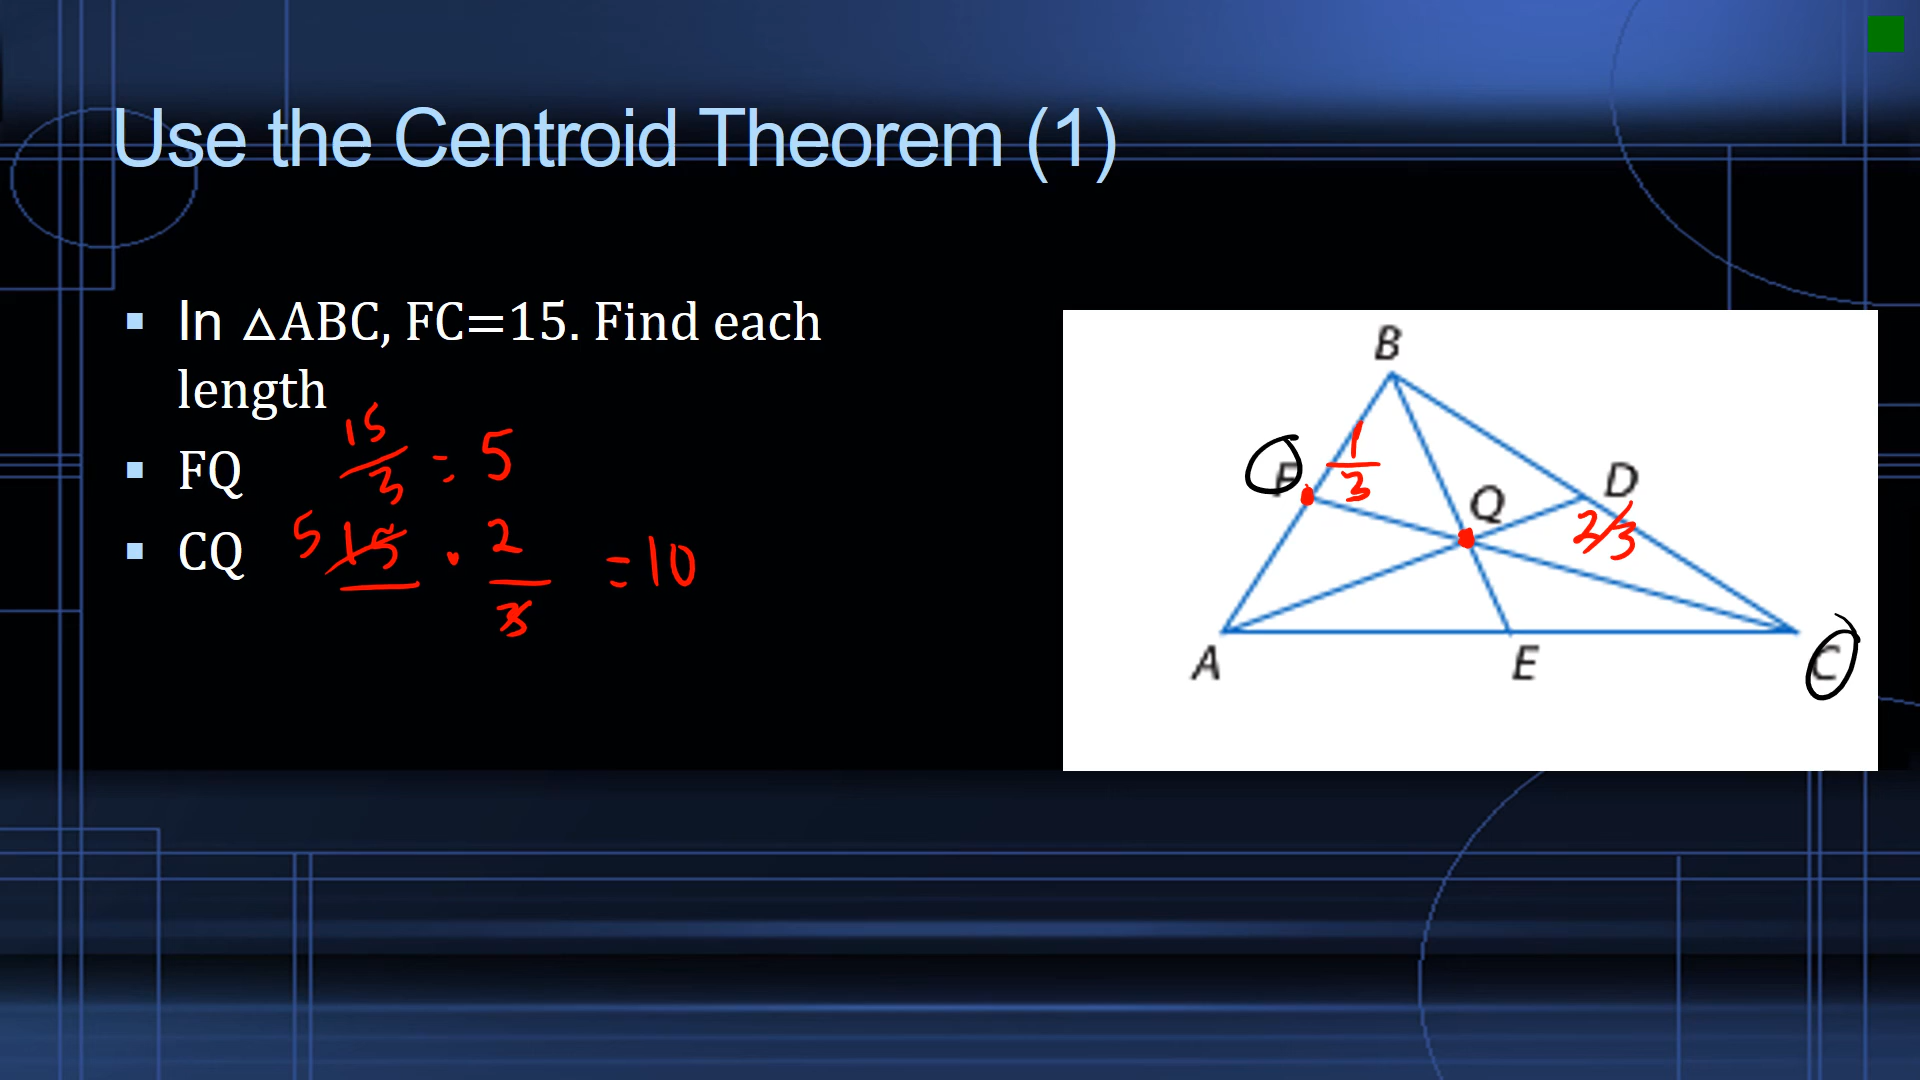 Use the Centroid Theorem (1)
▪ In △ABC, FC=15. Find each
length
▪ FQ 15/3 = 5
▪ CQ 5 15 · 2/3 = 10
B
F 1/3
Q
D
2/3
A
E
C